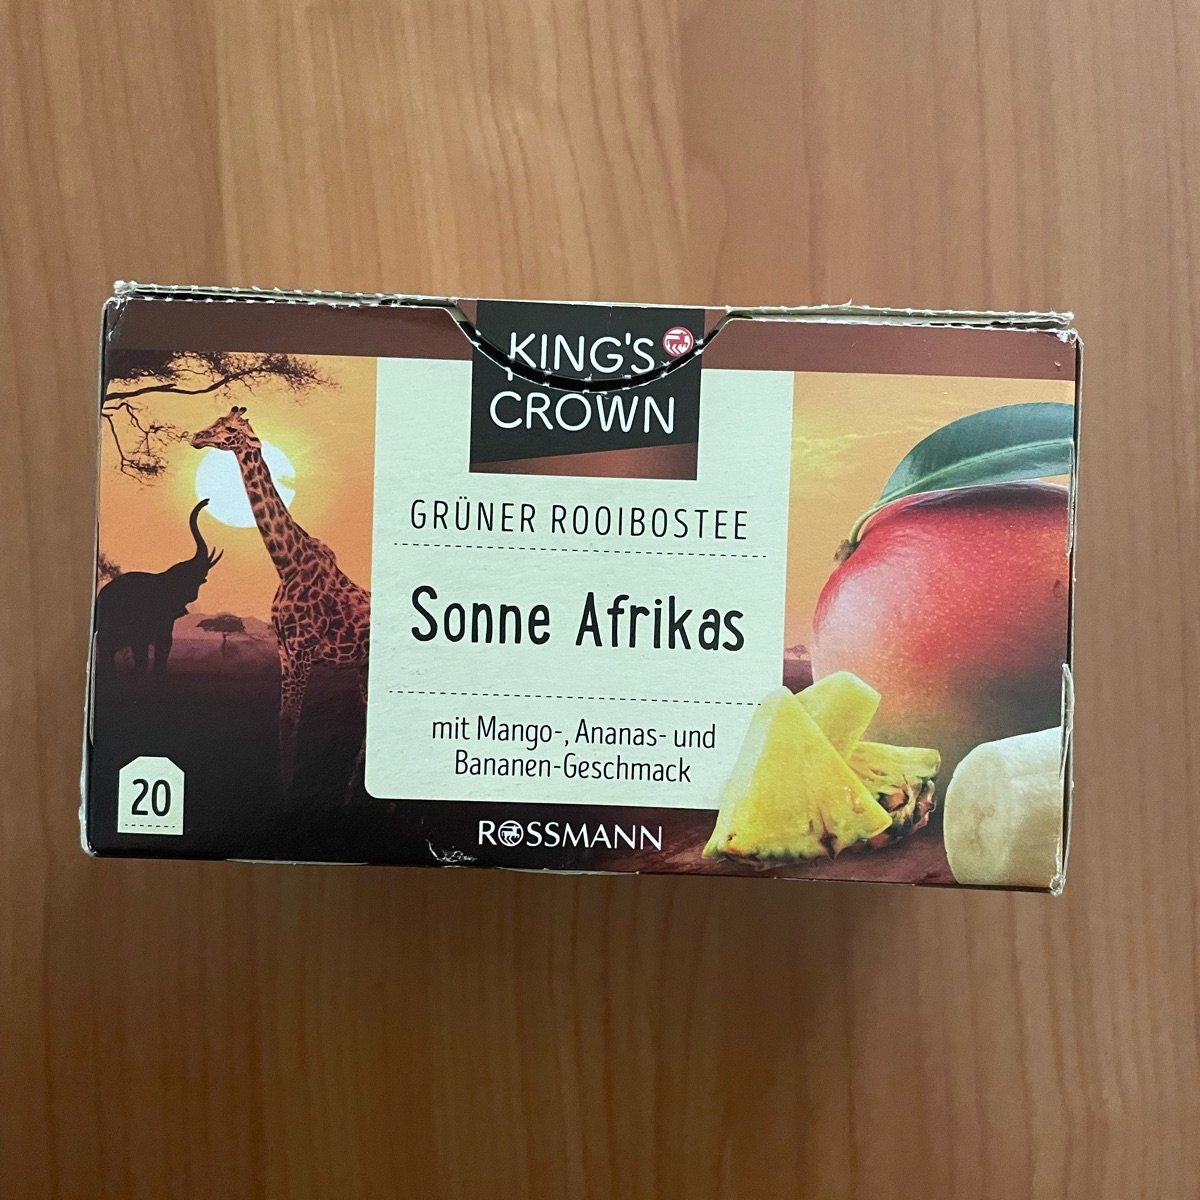 KING'S
CROWN
GRÜNER ROOIBOSTEE
Sonne Afrikas
mit Mango-, Ananas- und
Bananen-Geschmack
20
ROSSMANN